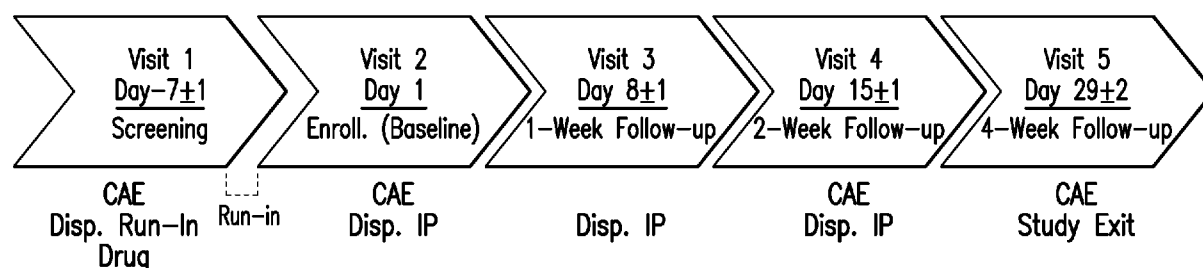 Visit 1
Day-7±1
Screening
Visit 2
Day 1
Enroll. (Baseline)
Visit 3
Day 8±1
1-Week Follow-up
Visit 4
Day 15±1
2-Week Follow-up
Visit 5
Day 29±2
4-Week Follow-up
CAE
Disp. Run-In
Drug
Run-in
CAE
Disp. IP
Disp. IP
CAE
Disp. IP
CAE
Study Exit